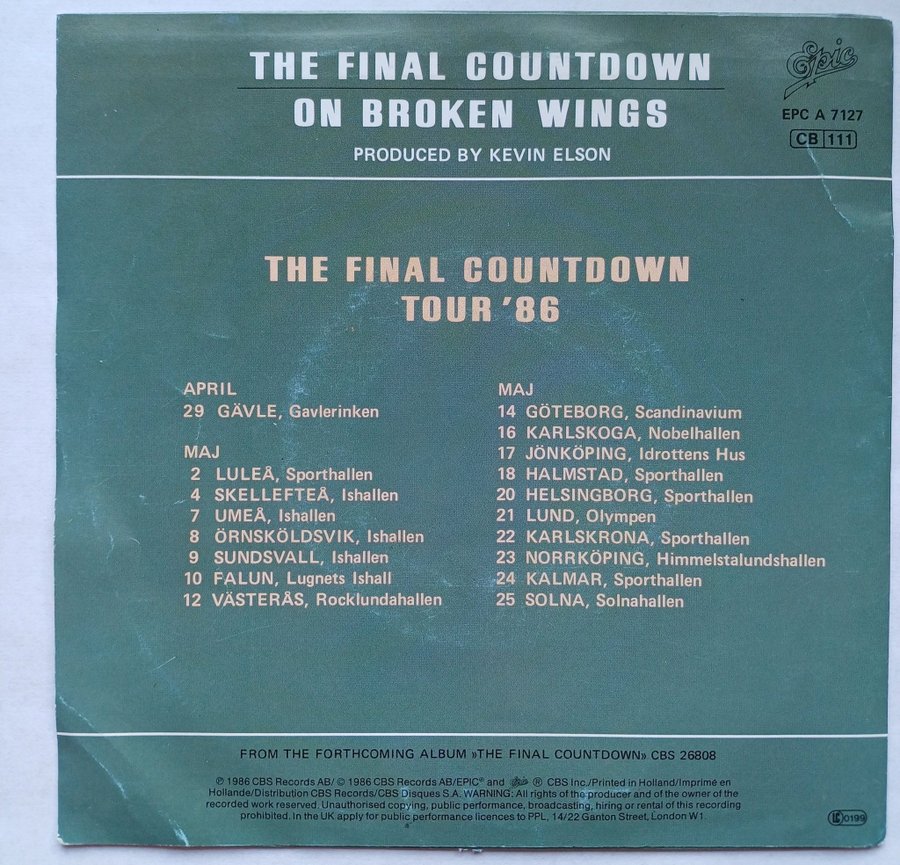 THE FINAL COUNTDOWN
ON BROKEN WINGS
PRODUCED BY KEVIN ELSON
Epic
EPC A 7127
CB 111
THE FINAL COUNTDOWN
TOUR '86
APRIL
29 GÄVLE, Gavlerinken
MAJ
2 LULEÅ, Sporthallen
4 SKELLEFTEÅ, Ishallen
7 UMEÅ, Ishallen
8 ÖRNSKÖLDSVIK, Ishallen
9 SUNDSVALL, Ishallen
10 FALUN, Lugnets Ishall
12 VÄSTERÅS, Rocklundahallen
MAJ
14 GÖTEBORG, Scandinavium
16 KARLSKOGA, Nobelhallen
17 JÖNKÖPING, Idrottens Hus
18 HALMSTAD, Sporthallen
20 HELSINGBORG, Sporthallen
21 LUND, Olympen
22 KARLSKRONA, Sporthallen
23 NORRKÖPING, Himmelstalundshallen
24 KALMAR, Sporthallen
25 SOLNA, Solnahallen
FROM THE FORTHCOMING ALBUM »THE FINAL COUNTDOWN» CBS 26808
℗ 1986 CBS Records AB/ © 1986 CBS Records AB/EPIC® and Epic ® CBS Inc./Printed in Holland/Imprimé en
Hollande/Distribution CBS Records/CBS Disques S.A. WARNING: All rights of the producer and of the owner of the
recorded work reserved. Unauthorised copying, public performance, broadcasting, hiring or rental of this recording
prohibited. In the UK apply for public performance licences to PPL, 14/22 Ganton Street, London W1.
LC 0199